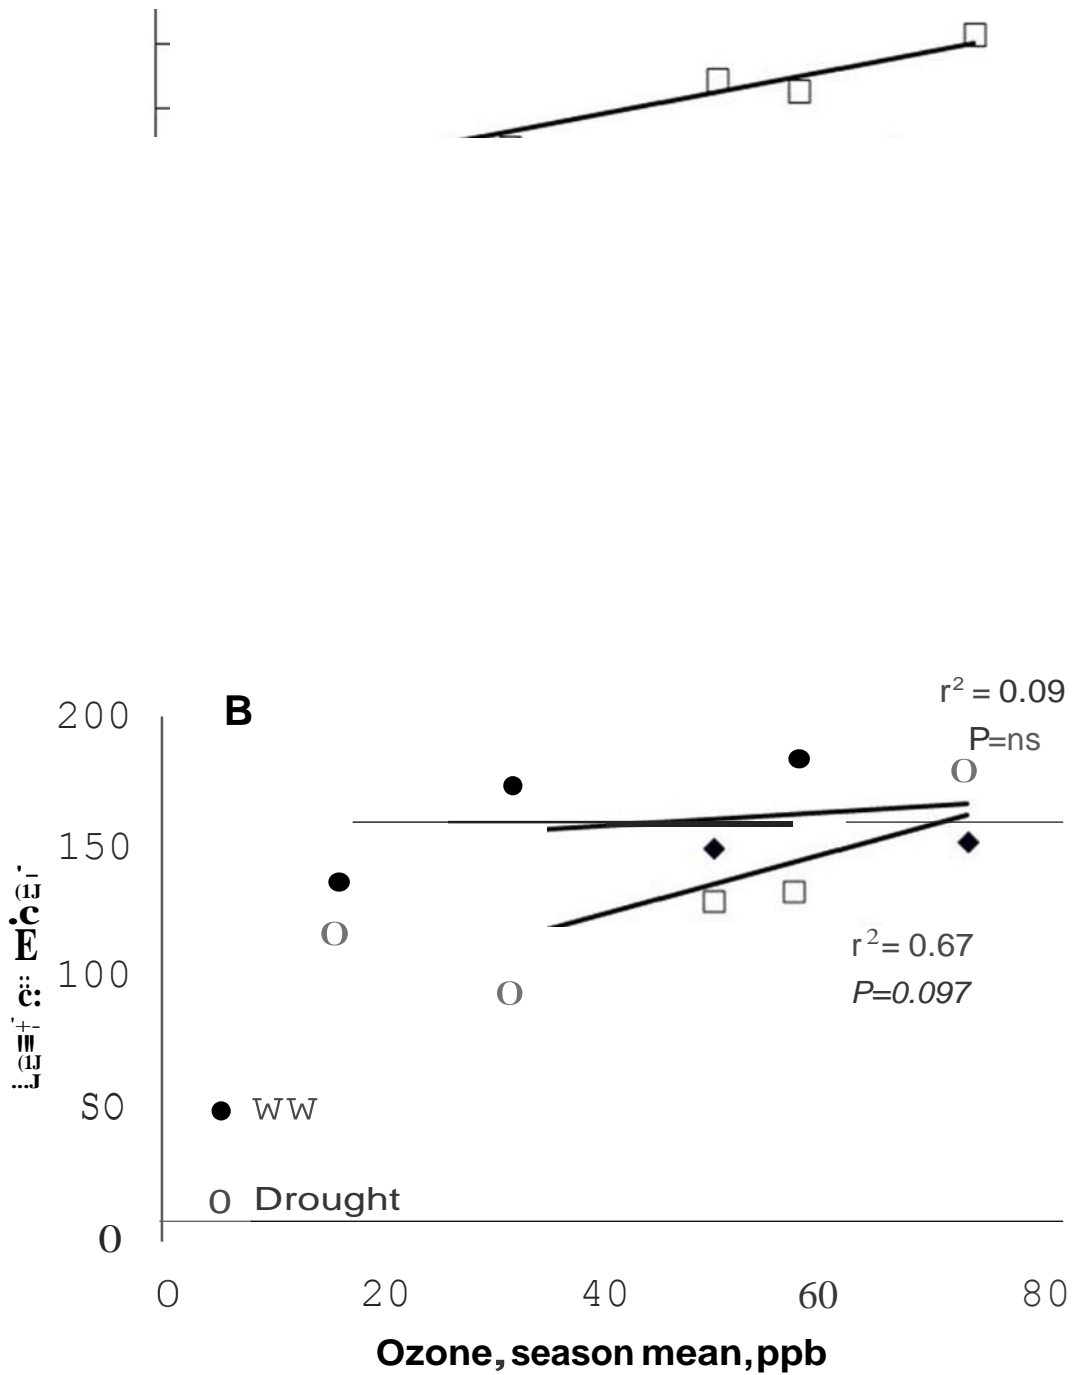 r² = 0.09
200
B
P=ns
150
100
r²= 0.67
P=0.097
50
WW
Drought
0
0 20 40 60 80
Ozone, season mean, ppb